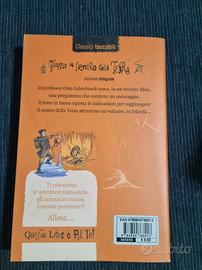 Classici tascabili
Viaggio al centro della Terra
edizione integrale
Il professor Otto Lidenbrock trova, in un vecchio libro,
una pergamena che contiene un messaggio.
Il testo in latino riporta le indicazioni per raggiungere
il centro della Terra attraverso un vulcano, in Islanda...
Ti piacciono
le avventure fantastiche,
gli scienziati curiosi,
i mostri preistorici?
Allora...
Questo Libro è Per Te!
EAN
subito